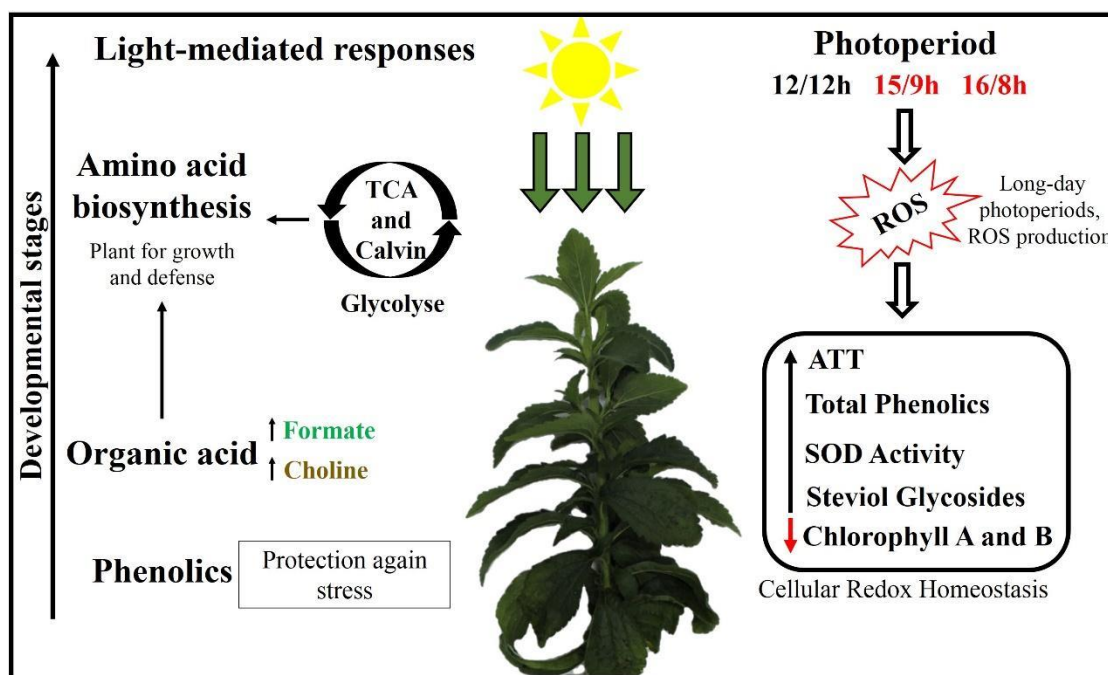 Light-mediated responses
Developmental stages
Amino acid
biosynthesis
Plant for growth
and defense
TCA
and
Calvin
Glycolyse
Organic acid
Formate
Choline
Phenolics
Protection again
stress
Photoperiod
12/12h 15/9h 16/8h
ROS
Long-day
photoperiods,
ROS production
ATT
Total Phenolics
SOD Activity
Steviol Glycosides
Chlorophyll A and B
Cellular Redox Homeostasis